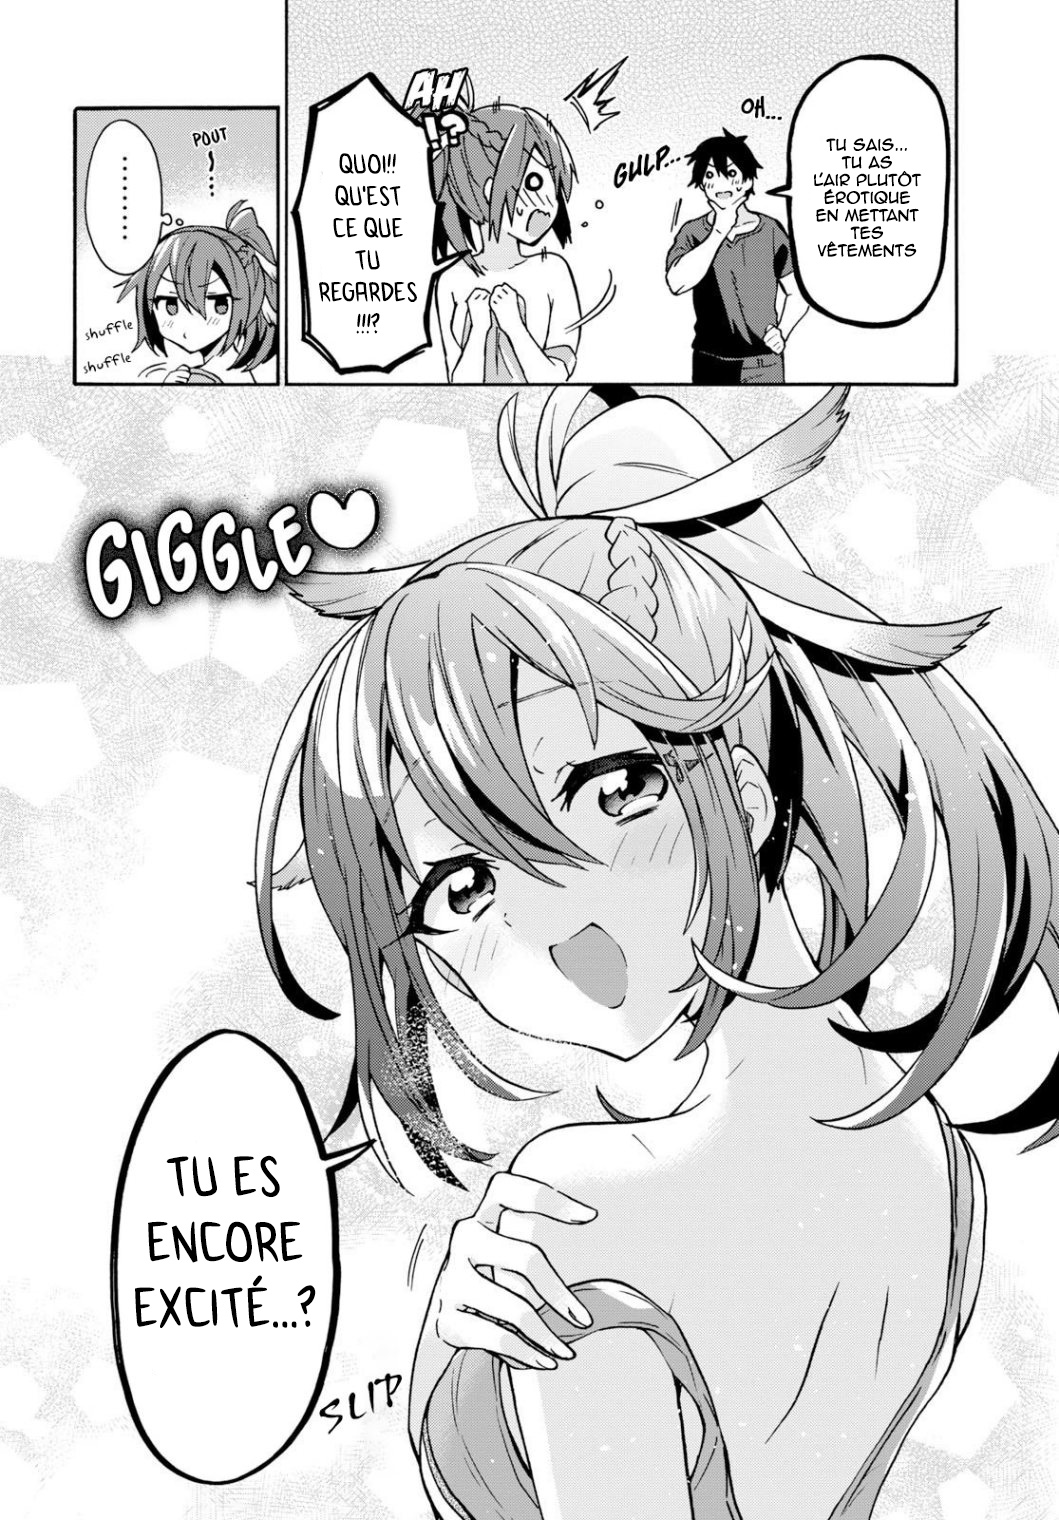 TU SAIS...
TU AS
L'AIR PLUTÔT
ÉROTIQUE
EN METTANT
TES
VÊTEMENTS
OH...
GULP...
AH
!?
QUOI!!
QU'EST
CE QUE
TU
REGARDES
!!!?
POUT
.........
shuffle
shuffle
GIGGLE
TU ES
ENCORE
EXCITÉ...?
SLIP